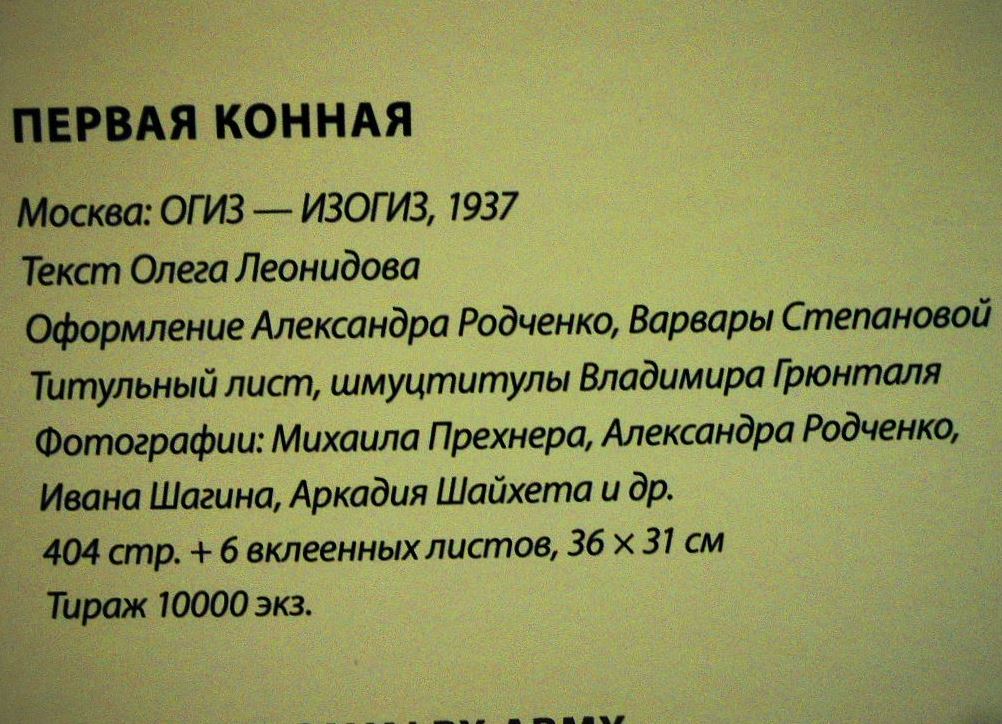 ПЕРВАЯ КОННАЯ
Москва: ОГИЗ — ИЗОГИЗ, 1937
Текст Олега Леонидова
Оформление Александра Родченко, Варвары Степановой
Титульный лист, шмуцтитулы Владимира Грюнталя
Фотографии: Михаила Прехнера, Александра Родченко,
Ивана Шагина, Аркадия Шайхета и др.
404 стр. + 6 вклеенных листов, 36 × 31 см
Тираж 10000 экз.
ARMY